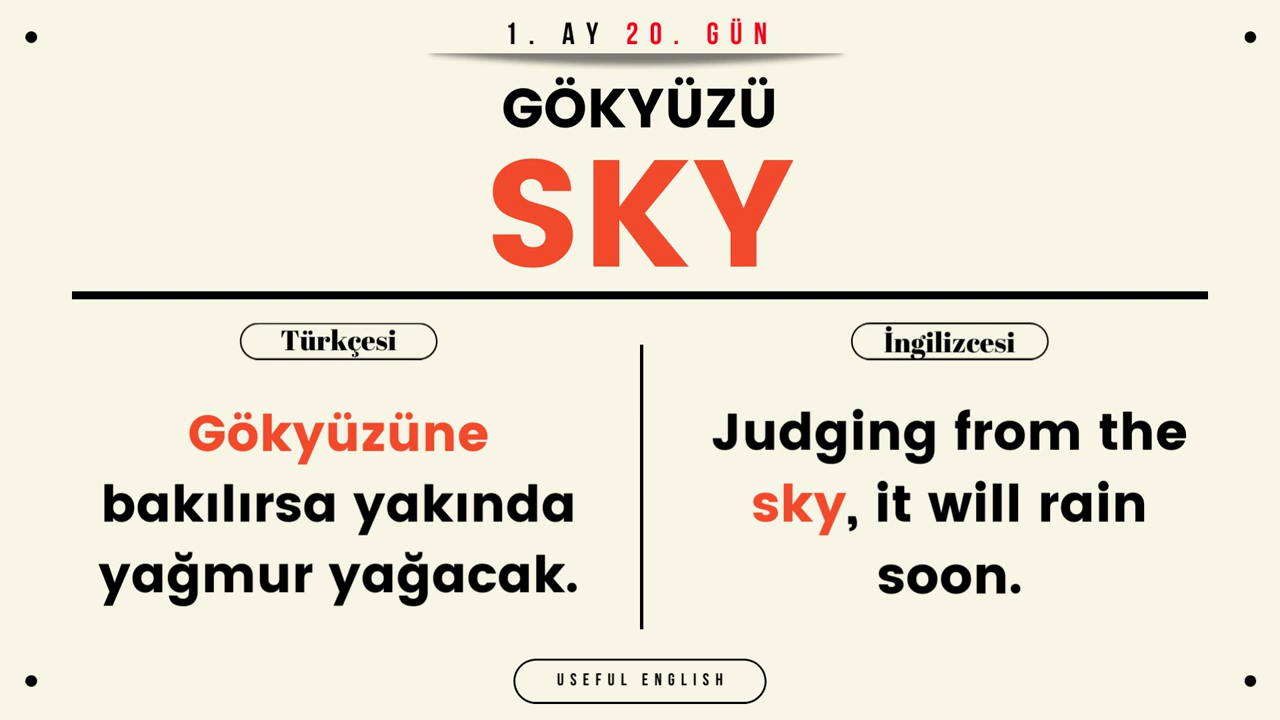 1. AY 20. GÜN
GÖKYÜZÜ
SKY
Türkçesi
Gökyüzüne
bakılırsa yakında
yağmur yağacak.
İngilizcesi
Judging from the
sky, it will rain
soon.
USEFUL ENGLISH